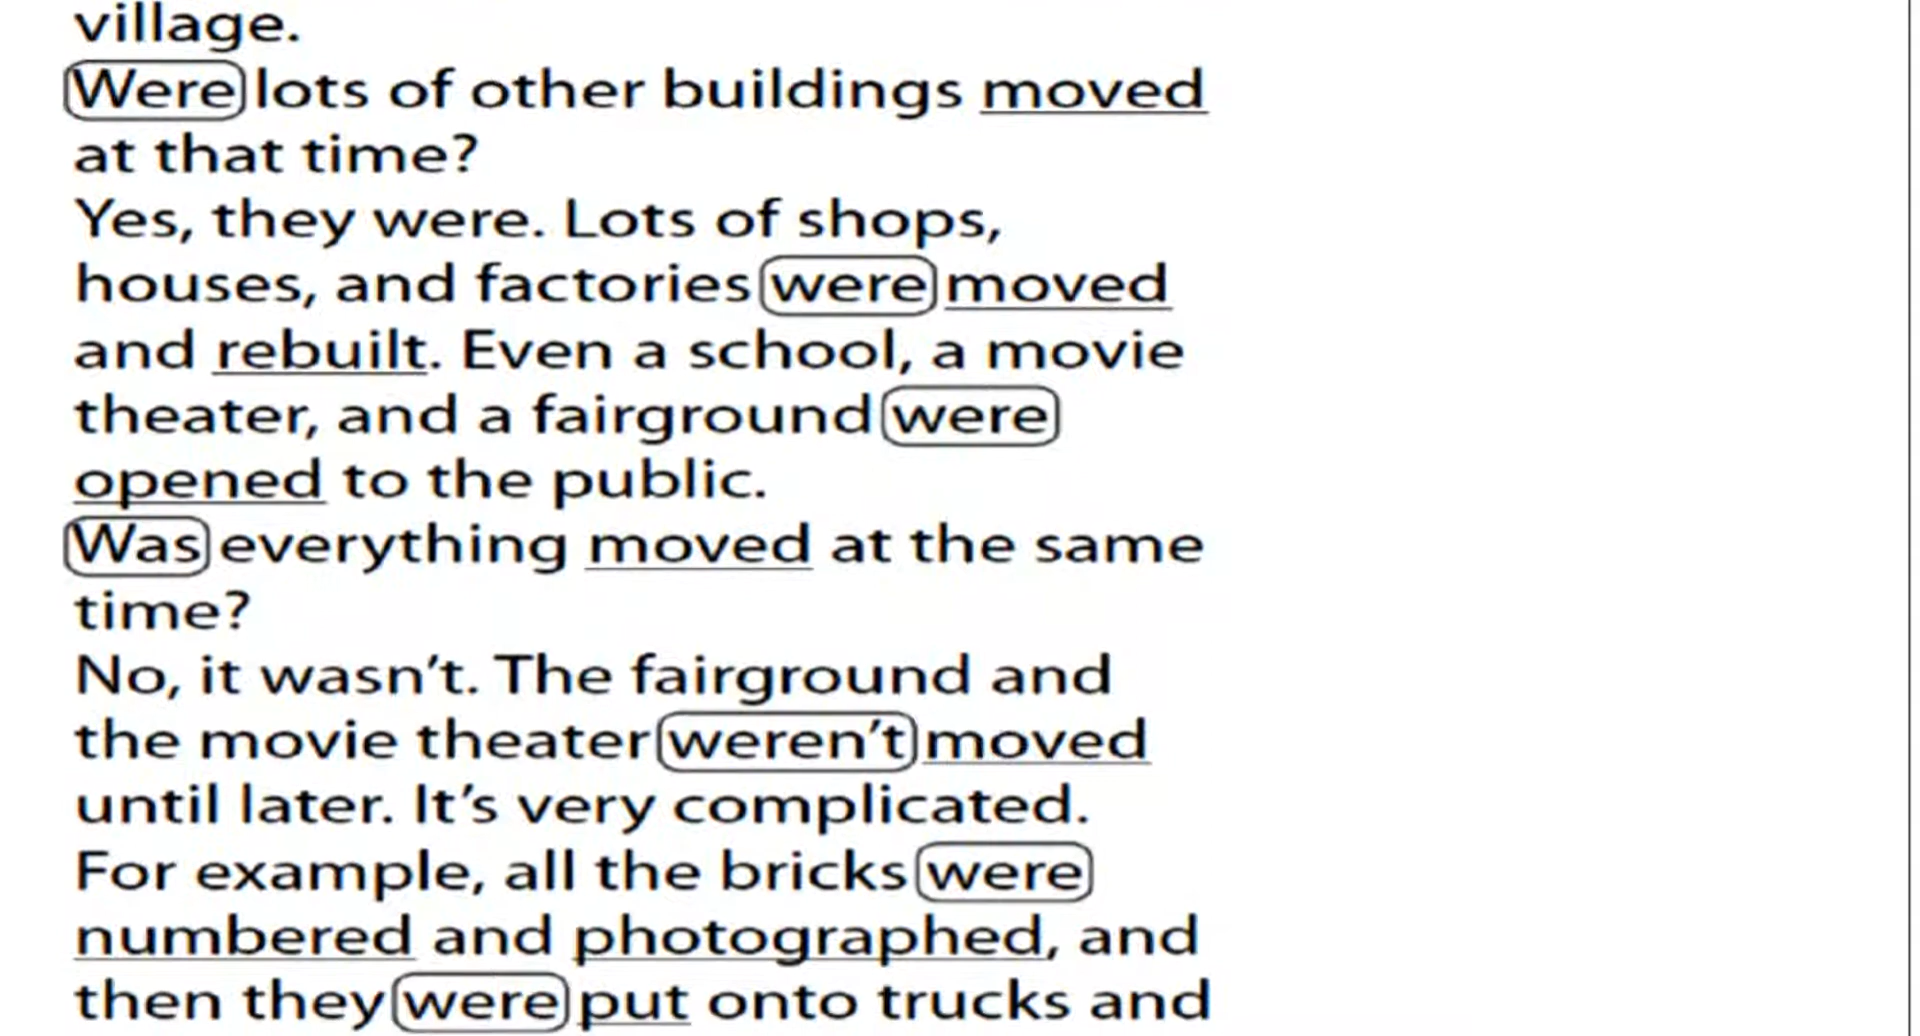 village.
Were lots of other buildings moved
at that time?
Yes, they were. Lots of shops,
houses, and factories were moved
and rebuilt. Even a school, a movie
theater, and a fairground were
opened to the public.
Was everything moved at the same
time?
No, it wasn’t. The fairground and
the movie theater weren’t moved
until later. It’s very complicated.
For example, all the bricks were
numbered and photographed, and
then they were put onto trucks and